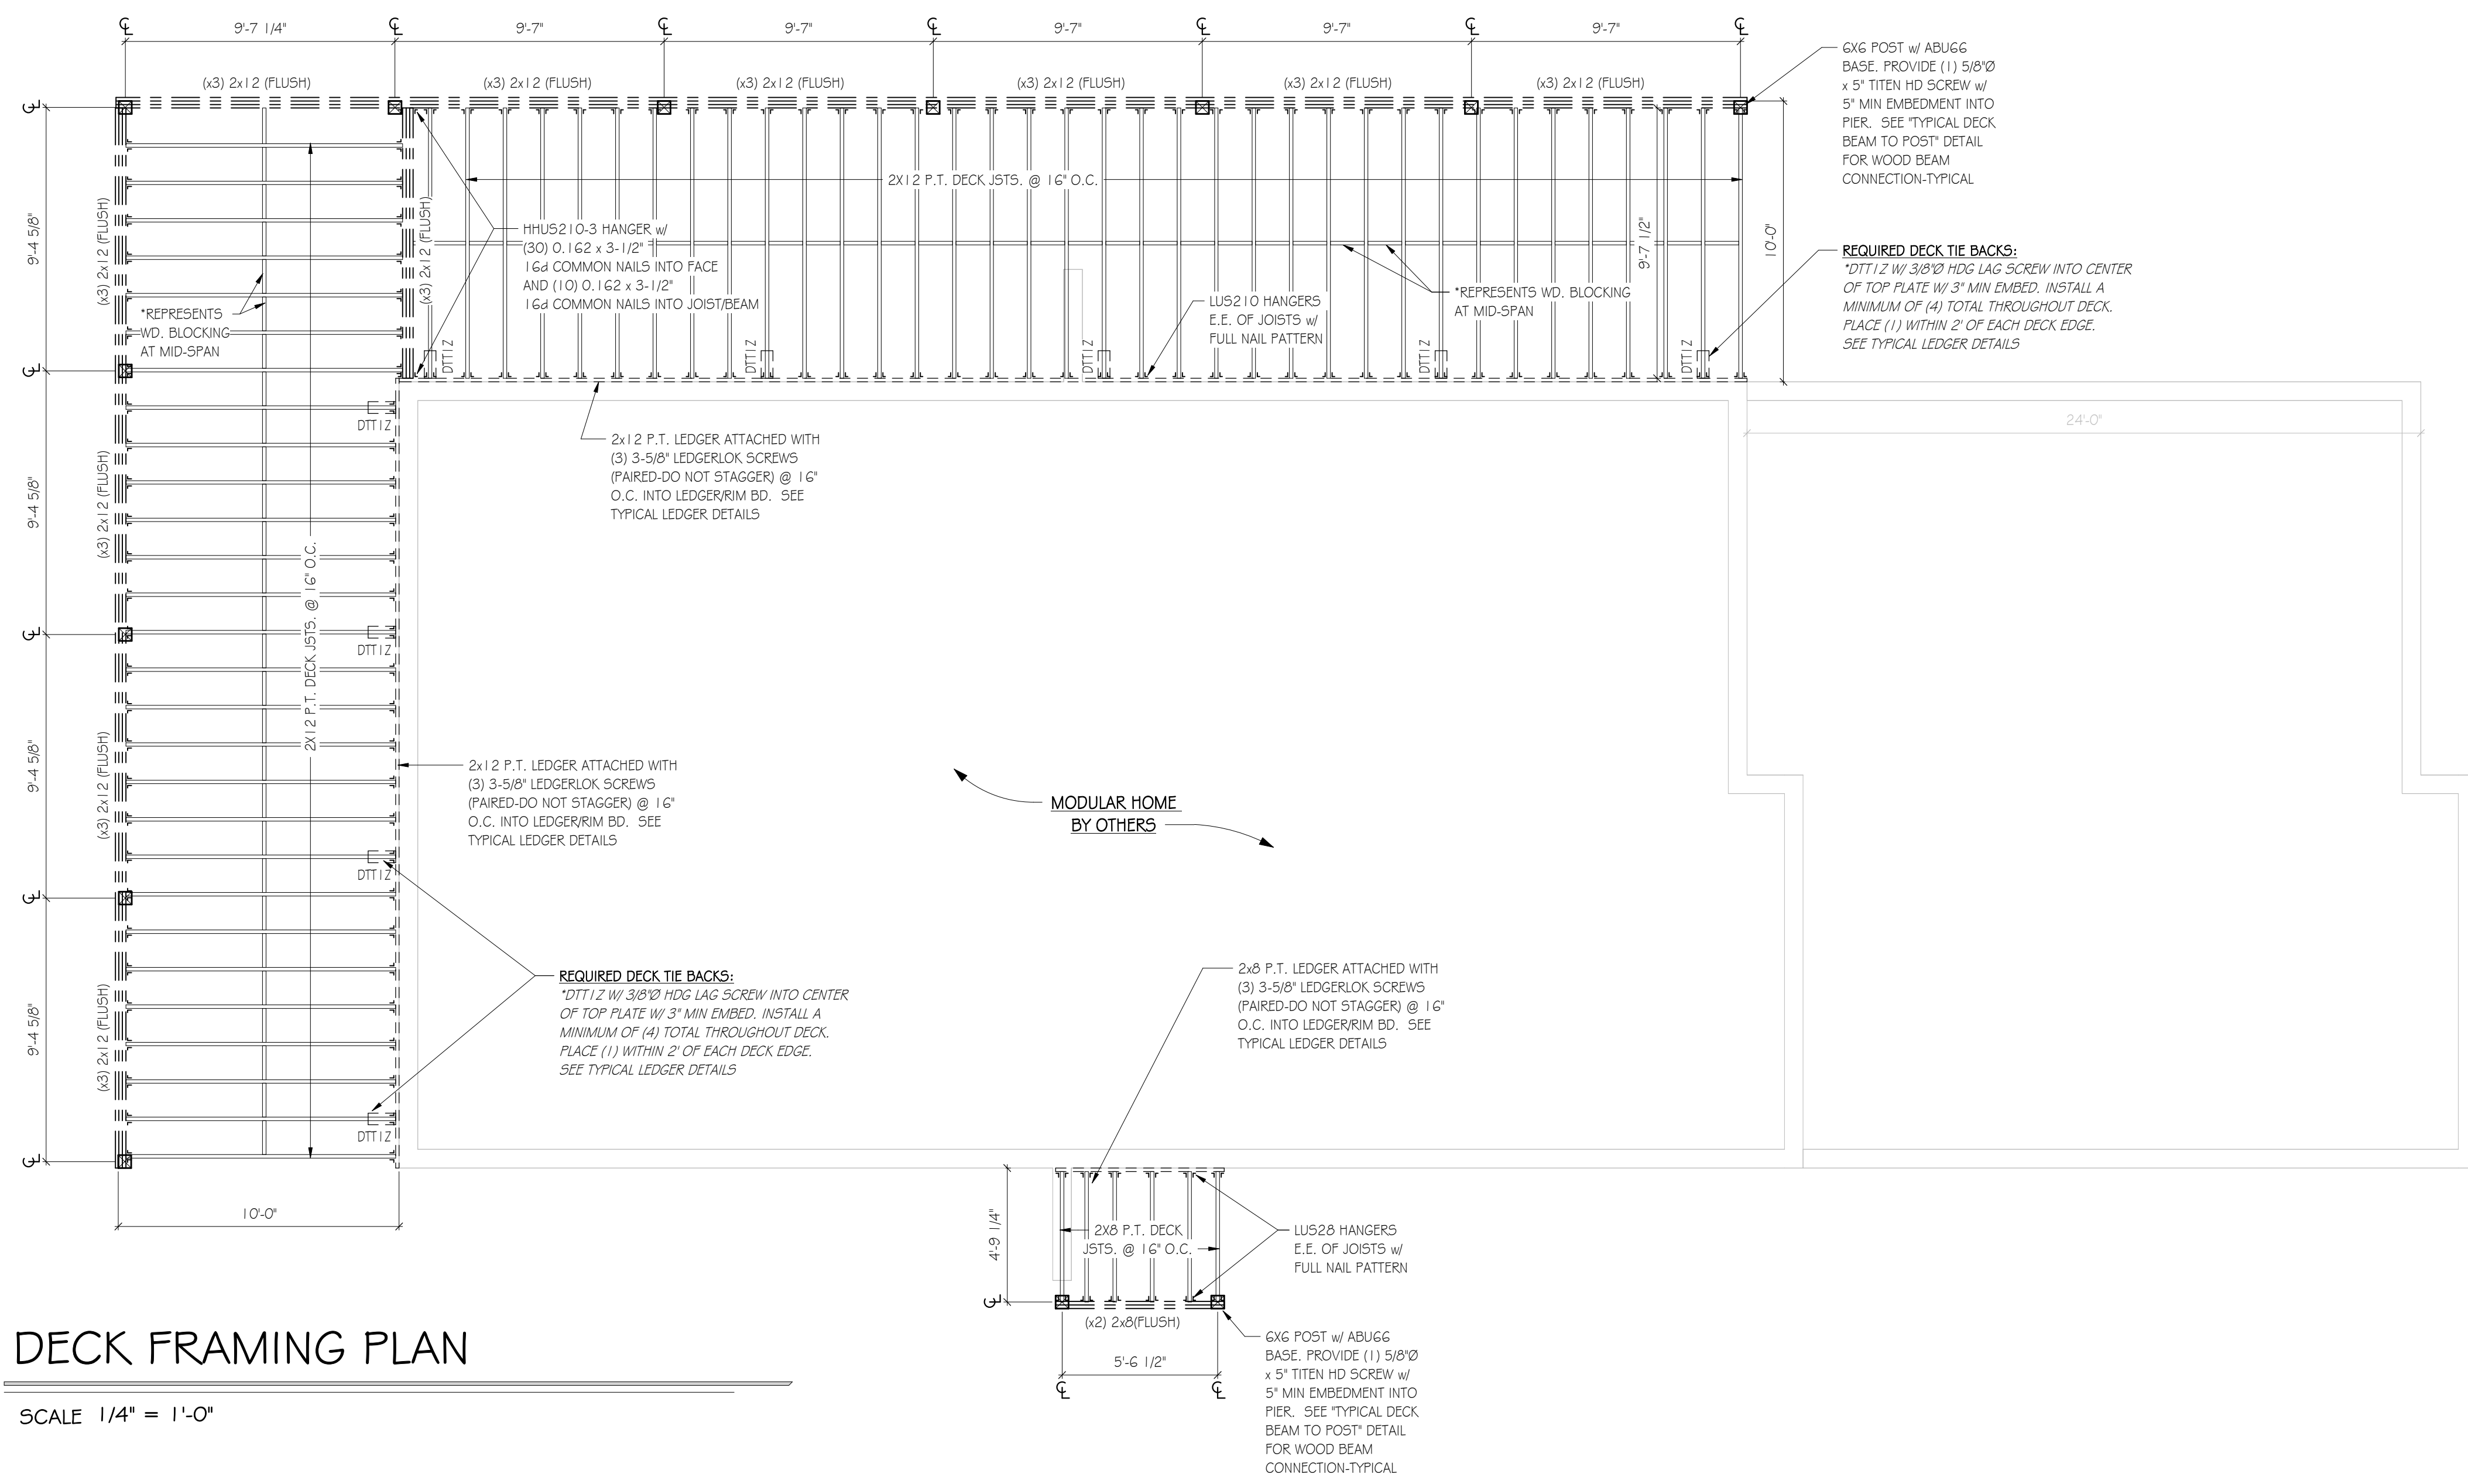 9'-7 1/4"
9'-7"
9'-7"
9'-7"
9'-7"
9'-7"
(x3) 2x12 (FLUSH)
(x3) 2x12 (FLUSH)
(x3) 2x12 (FLUSH)
(x3) 2x12 (FLUSH)
(x3) 2x12 (FLUSH)
(x3) 2x12 (FLUSH)
6X6 POST w/ ABU66
BASE. PROVIDE (1) 5/8"Ø
x 5" TITEN HD SCREW w/
5" MIN EMBEDMENT INTO
PIER. SEE "TYPICAL DECK
BEAM TO POST" DETAIL
FOR WOOD BEAM
CONNECTION-TYPICAL
2X12 P.T. DECK JSTS. @ 16" O.C.
9'-7 1/2"
10'-0"
REQUIRED DECK TIE BACKS:
*DTT1Z W/ 3/8"Ø HDG LAG SCREW INTO CENTER
OF TOP PLATE W/ 3" MIN EMBED. INSTALL A
MINIMUM OF (4) TOTAL THROUGHOUT DECK.
PLACE (1) WITHIN 2' OF EACH DECK EDGE.
SEE TYPICAL LEDGER DETAILS
HHUS210-3 HANGER w/
(30) 0.162 x 3-1/2"
16d COMMON NAILS INTO FACE
AND (10) 0.162 x 3-1/2"
16d COMMON NAILS INTO JOIST/BEAM
(x3) 2x12 (FLUSH)
LUS210 HANGERS
E.E. OF JOISTS w/
FULL NAIL PATTERN
*REPRESENTS WD. BLOCKING
AT MID-SPAN
*REPRESENTS
WD. BLOCKING
AT MID-SPAN
DTT1Z
DTT1Z
DTT1Z
DTT1Z
DTT1Z
9'-4 5/8"
(x3) 2x12 (FLUSH)
9'-4 5/8"
(x3) 2x12 (FLUSH)
9'-4 5/8"
(x3) 2x12 (FLUSH)
9'-4 5/8"
(x3) 2x12 (FLUSH)
2X12 P.T. DECK JSTS. @ 16" O.C.
DTT1Z
DTT1Z
DTT1Z
DTT1Z
24'-0"
2x12 P.T. LEDGER ATTACHED WITH
(3) 3-5/8" LEDGERLOK SCREWS
(PAIRED-DO NOT STAGGER) @ 16"
O.C. INTO LEDGER/RIM BD. SEE
TYPICAL LEDGER DETAILS
2x12 P.T. LEDGER ATTACHED WITH
(3) 3-5/8" LEDGERLOK SCREWS
(PAIRED-DO NOT STAGGER) @ 16"
O.C. INTO LEDGER/RIM BD. SEE
TYPICAL LEDGER DETAILS
MODULAR HOME
BY OTHERS
REQUIRED DECK TIE BACKS:
*DTT1Z W/ 3/8"Ø HDG LAG SCREW INTO CENTER
OF TOP PLATE W/ 3" MIN EMBED. INSTALL A
MINIMUM OF (4) TOTAL THROUGHOUT DECK.
PLACE (1) WITHIN 2' OF EACH DECK EDGE.
SEE TYPICAL LEDGER DETAILS
2x8 P.T. LEDGER ATTACHED WITH
(3) 3-5/8" LEDGERLOK SCREWS
(PAIRED-DO NOT STAGGER) @ 16"
O.C. INTO LEDGER/RIM BD. SEE
TYPICAL LEDGER DETAILS
10'-0"
4'-9 1/4"
2X8 P.T. DECK
JSTS. @ 16" O.C.
LUS28 HANGERS
E.E. OF JOISTS w/
FULL NAIL PATTERN
(x2) 2x8(FLUSH)
5'-6 1/2"
6X6 POST w/ ABU66
BASE. PROVIDE (1) 5/8"Ø
x 5" TITEN HD SCREW w/
5" MIN EMBEDMENT INTO
PIER. SEE "TYPICAL DECK
BEAM TO POST" DETAIL
FOR WOOD BEAM
CONNECTION-TYPICAL
DECK FRAMING PLAN
SCALE 1/4" = 1'-0"